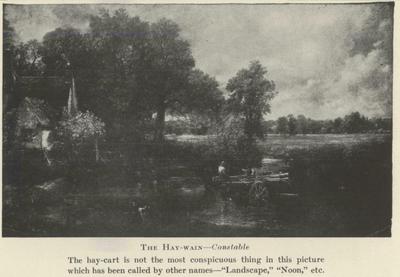 THE HAY-WAIN—Constable
The hay-cart is not the most conspicuous thing in this picture
which has been called by other names—"Landscape," "Noon," etc.